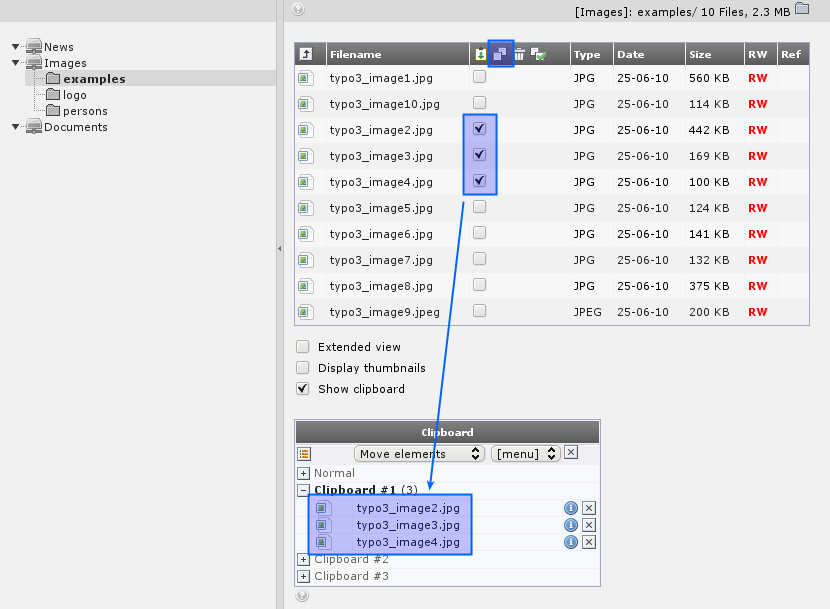 [Images]: examples/ 10 Files, 2.3 MB
News
Images
examples
logo
persons
Documents
Filename Type Date Size RW Ref
typo3_image1.jpg JPG 25-06-10 560 KB RW
typo3_image10.jpg JPG 25-06-10 114 KB RW
typo3_image2.jpg JPG 25-06-10 442 KB RW
typo3_image3.jpg JPG 25-06-10 169 KB RW
typo3_image4.jpg JPG 25-06-10 100 KB RW
typo3_image5.jpg JPG 25-06-10 124 KB RW
typo3_image6.jpg JPG 25-06-10 141 KB RW
typo3_image7.jpg JPG 25-06-10 132 KB RW
typo3_image8.jpg JPG 25-06-10 375 KB RW
typo3_image9.jpeg JPEG 25-06-10 200 KB RW
Extended view
Display thumbnails
Show clipboard
Clipboard
Move elements [menu]
Normal
Clipboard #1 (3)
typo3_image2.jpg
typo3_image3.jpg
typo3_image4.jpg
Clipboard #2
Clipboard #3